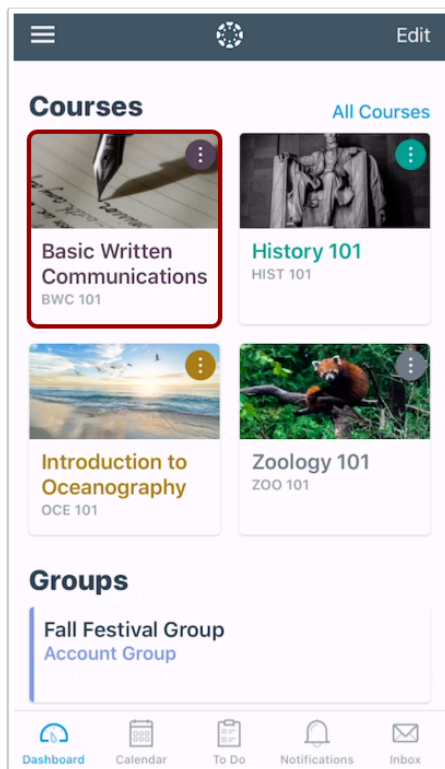 Edit
Courses
All Courses
Basic Written
Communications
BWC 101
History 101
HIST 101
Introduction to
Oceanography
OCE 101
Zoology 101
ZOO 101
Groups
Fall Festival Group
Account Group
Dashboard
Calendar
To Do
Notifications
Inbox